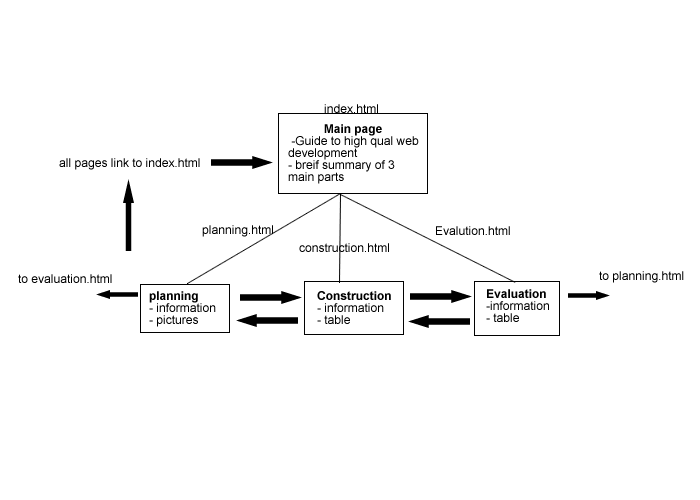 index.html
Main page
-Guide to high qual web
development
- breif summary of 3
main parts
all pages link to index.html
planning.html
construction.html
Evalution.html
to evaluation.html
to planning.html
planning
- information
- pictures
Construction
- information
- table
Evaluation
-information
- table